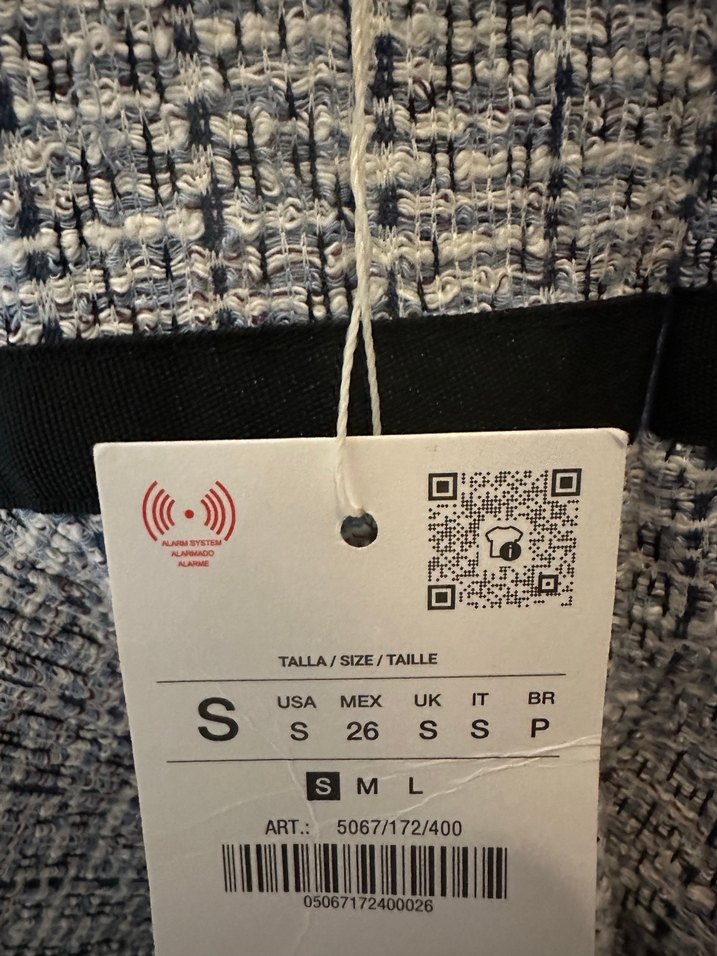 ALARM SYSTEM
ALARMADO
ALARME
i
TALLA / SIZE / TAILLE
S USA MEX UK IT BR
S 26 S S P
S M L
ART.: 5067/172/400
05067172400026